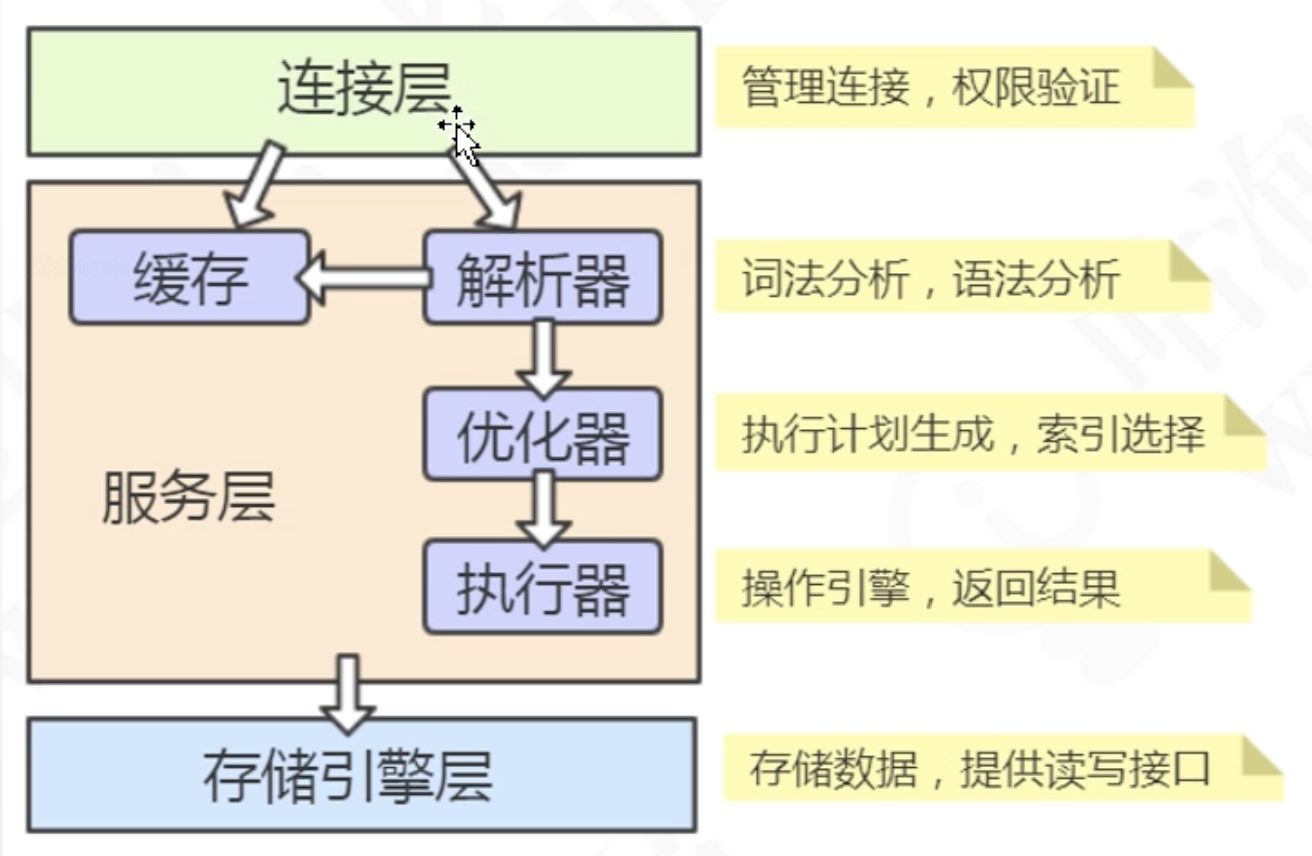 连接层
管理连接，权限验证
缓存
解析器
词法分析，语法分析
优化器
执行计划生成，索引选择
服务层
执行器
操作引擎，返回结果
存储引擎层
存储数据，提供读写接口